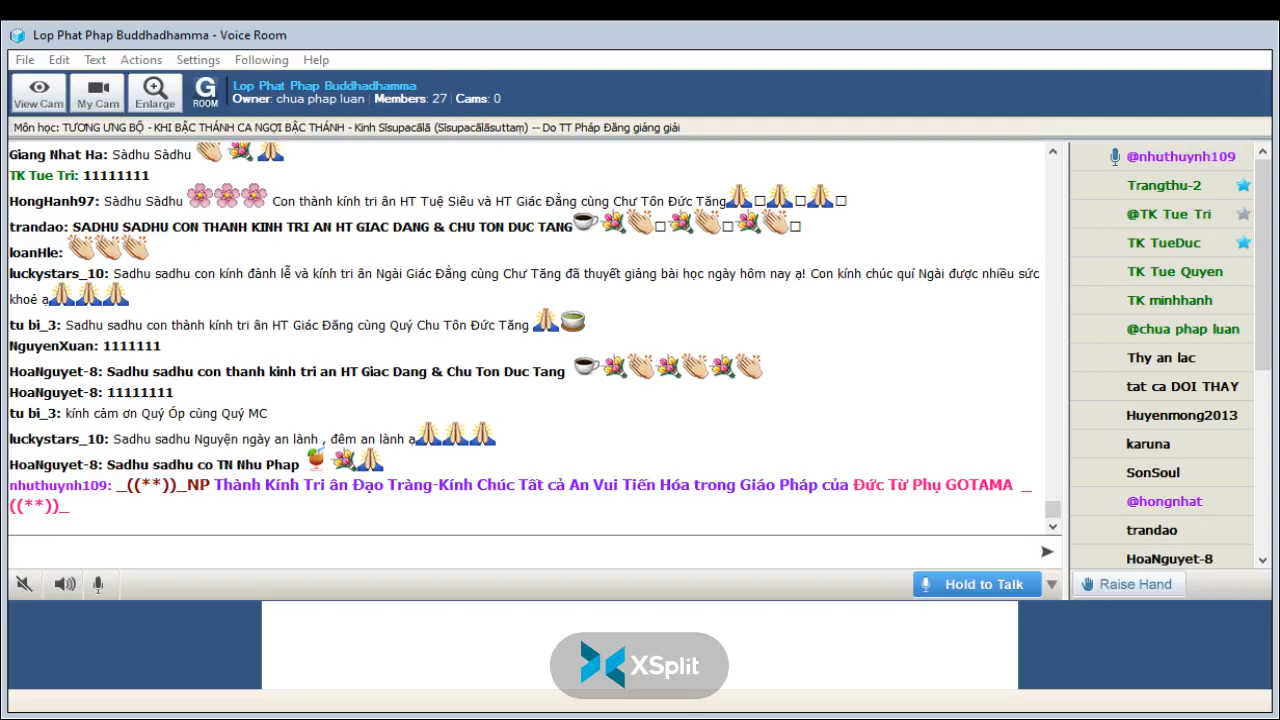 Lop Phat Phap Buddhadhamma - Voice Room
File Edit Text Actions Settings Following Help
View Cam My Cam Enlarge G ROOM
Lop Phat Phap Buddhadhamma
Owner: chua phap luan | Members: 27 | Cams: 0
Môn học: TƯƠNG ƯNG BỘ - KHI BẬC THÁNH CA NGỢI BẬC THÁNH - Kinh Sīsupacālā (Sīsupacālāsuttaṃ) -- Do TT Pháp Đăng giảng giải
Giang Nhat Ha: Sàdhu Sàdhu 👏💐🙏
TK Tue Tri: 11111111
HongHanh97: Sàdhu Sàdhu 🌸🌸🌸 Con thành kính tri ân HT Tuệ Siêu và HT Giác Đẳng cùng Chư Tôn Đức Tăng🙏□🙏□🙏□
trandao: SADHU SADHU CON THANH KINH TRI AN HT GIAC DANG & CHU TON DUC TANG☕💐👏□💐👏□💐👏□
loanHle: 👏👏👏
luckystars_10: Sadhu sadhu con kính đảnh lễ và kính tri ân Ngài Giác Đẳng cùng Chư Tăng đã thuyết giảng bài học ngày hôm nay ạ! Con kính chúc quí Ngài được nhiều sức
khoẻ ạ🙏🙏🙏
tu bi_3: Sadhu sadhu con thành kính tri ân HT Giác Đăng cùng Quý Chu Tôn Đức Tăng 🙏🍵
NguyenXuan: 1111111
HoaNguyet-8: Sadhu sadhu con thanh kinh tri an HT Giac Dang & Chu Ton Duc Tang ☕💐👏💐👏💐👏
HoaNguyet-8: 11111111
tu bi_3: kính cảm ơn Quý Óp cùng Quý MC
luckystars_10: Sadhu sadhu Nguyện ngày an lành , đêm an lành ạ🙏🙏🙏
HoaNguyet-8: Sadhu sadhu co TN Nhu Phap 🍹💐🙏
nhuthuynh109: _((**))_NP Thành Kính Tri ân Đạo Tràng-Kính Chúc Tất cả An Vui Tiến Hóa trong Giáo Pháp của Đức Từ Phụ GOTAMA _
((**))_
@nhuthuynh109
Trangthu-2
@TK Tue Tri
TK TueDuc
TK Tue Quyen
TK minhhanh
@chua phap luan
Thy an lac
tat ca DOI THAY
Huyenmong2013
karuna
SonSoul
@hongnhat
trandao
HoaNguyet-8
Hold to Talk
Raise Hand
XSplit